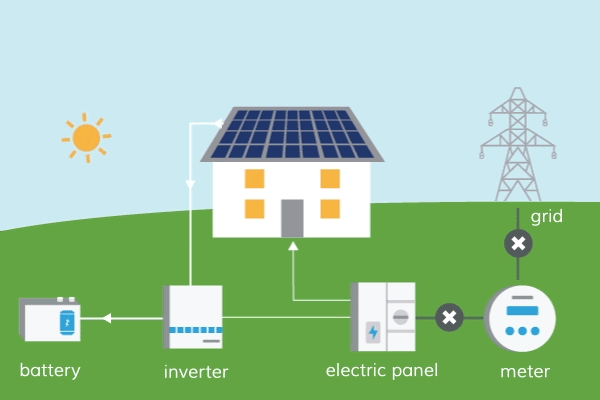 grid
battery
inverter
electric panel
meter